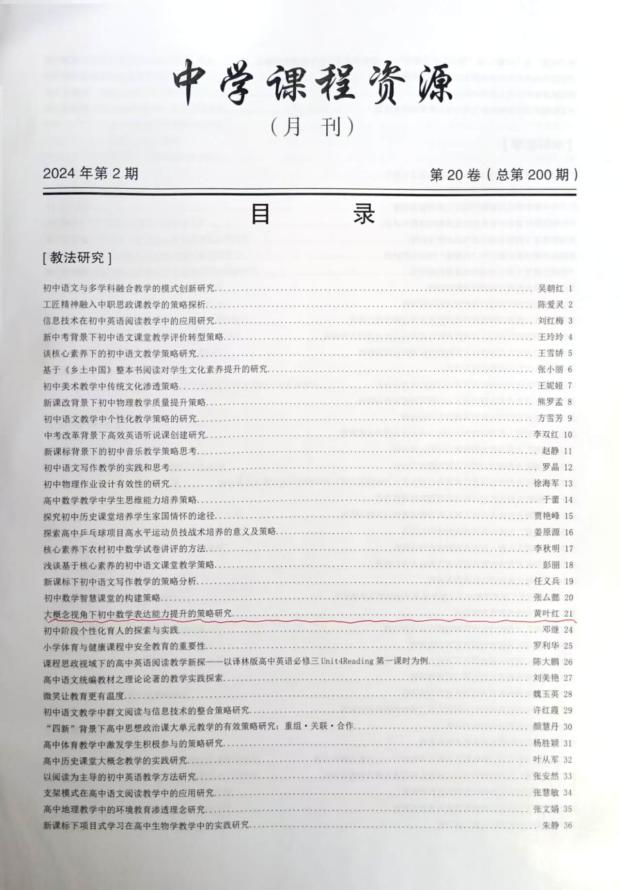 中学课程资源
（月 刊）
2024 年第 2 期 第 20 卷（总第 200 期）
目 录
[ 教法研究 ]
初中语文与多学科融合教学的模式创新研究 吴朝红 1
工匠精神融入中职思政课教学的策略探析 陈爱灵 2
信息技术在初中英语阅读教学中的应用研究 刘红梅 3
新中考背景下初中语文课堂教学评价转型策略 王玲玲 4
谈核心素养下的初中语文教学策略研究 王雪娇 5
基于《乡土中国》整本书阅读对学生文化素养提升的研究 张小丽 6
初中美术教学中传统文化渗透策略 王妮娅 7
新课改背景下初中物理教学质量提升策略 熊罗孟 8
初中语文教学中个性化教学策略的研究 方雪芳 9
中考改革背景下高效英语听说课创建研究 李双红 10
新课标背景下的初中音乐教学策略思考 赵静 11
初中语文写作教学的实践和思考 罗晶 12
初中物理作业设计有效性的研究 徐海军 13
高中数学教学中学生思维能力培养策略 于蕾 14
探究初中历史课堂培养学生家国情怀的途径 贾艳峰 15
探索高中乒乓球项目高水平运动员技战术培养的意义及策略 姜原源 16
核心素养下农村初中数学试卷讲评的方法 李秋明 17
浅谈基于核心素养的初中语文课堂教学策略 彭丽 18
新课标下初中语文写作教学的策略分析 任义兵 19
初中数学智慧课堂的构建策略 张厶勰 20
大概念视角下初中数学表达能力提升的策略研究 黄叶红 21
初中阶段个性化育人的探索与实践 邓继 24
小学体育与健康课程中安全教育的重要性 罗利华 25
课程思政视域下的高中英语阅读教学新探——以译林版高中英语必修三 Unit4Reading 第一课时为例 陈大鹏 26
高中语文统编教材之理论论著的教学实践探索 刘美艳 27
微笑让教育更有温度 魏玉英 28
初中语文教学中群文阅读与信息技术的整合策略研究 许红霞 29
“四新”背景下高中思想政治课大单元教学的有效策略研究：重组·关联·合作 颜慧丹 30
高中体育教学中激发学生积极参与的策略研究 杨胜颖 31
高中历史课堂大概念教学的实践研究 叶从军 32
以阅读为主导的初中英语教学方法研究 张安然 33
支架模式在高中语文阅读教学中的应用研究 张慧敏 34
高中地理教学中的环境教育渗透理念研究 张文娟 35
新课标下项目式学习在高中生物学教学中的实践研究 朱静 36